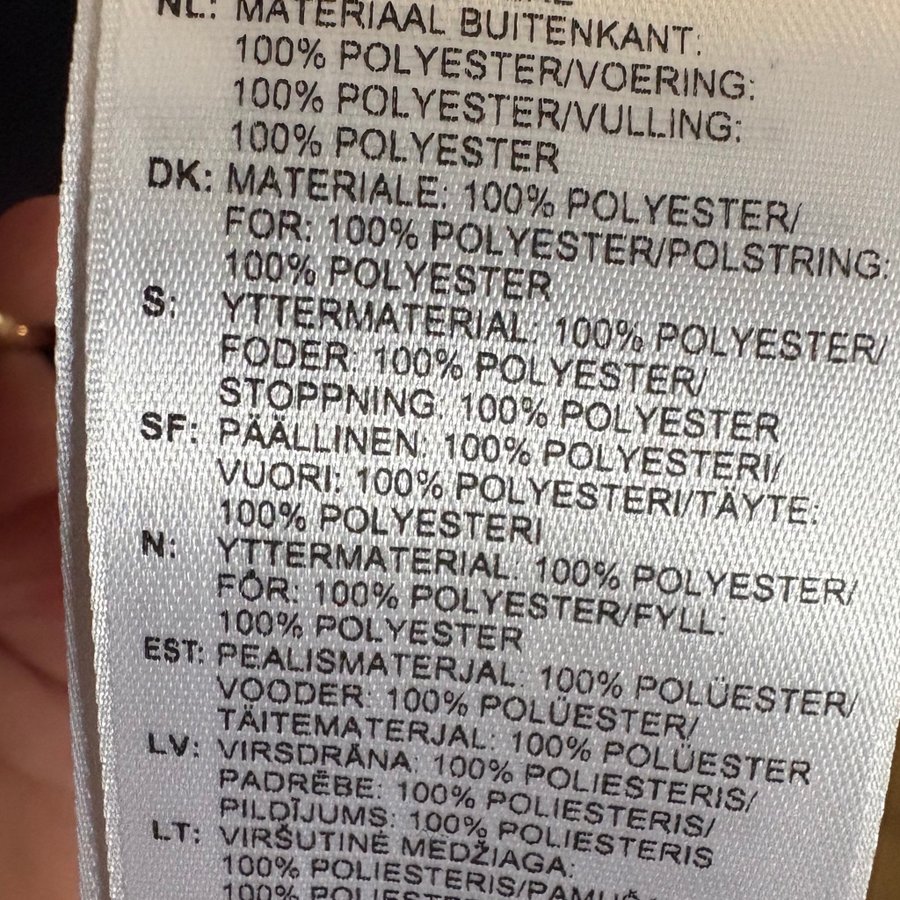 NL: MATERIAAL BUITENKANT:
100% POLYESTER/VOERING:
100% POLYESTER/VULLING:
100% POLYESTER
DK: MATERIALE: 100% POLYESTER/
FOR: 100% POLYESTER/POLSTRING:
100% POLYESTER
S: YTTERMATERIAL: 100% POLYESTER/
FODER: 100% POLYESTER/
STOPPNING: 100% POLYESTER
SF: PÄÄLLINEN: 100% POLYESTERI/
VUORI: 100% POLYESTERI/TÄYTE:
100% POLYESTERI
N: YTTERMATERIAL: 100% POLYESTER/
FÔR: 100% POLYESTER/FYLL:
100% POLYESTER
EST: PEALISMATERJAL: 100% POLÜESTER/
VOODER: 100% POLÜESTER/
TÄITEMATERJAL: 100% POLÜESTER
LV: VIRSDRĀNA: 100% POLIESTERIS/
PADRĒBE: 100% POLIESTERIS/
PILDĪJUMS: 100% POLIESTERIS
LT: VIRŠUTINĖ MEDŽIAGA:
100% POLIESTERIS/PAMUŠ
100%